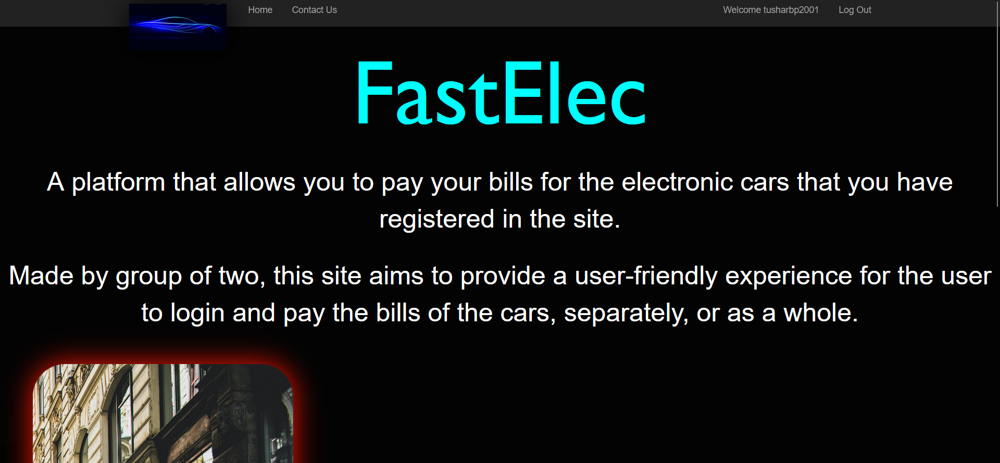 Home Contact Us Welcome tusharbp2001 Log Out
FastElec
A platform that allows you to pay your bills for the electronic cars that you have
registered in the site.
Made by group of two, this site aims to provide a user-friendly experience for the user
to login and pay the bills of the cars, separately, or as a whole.